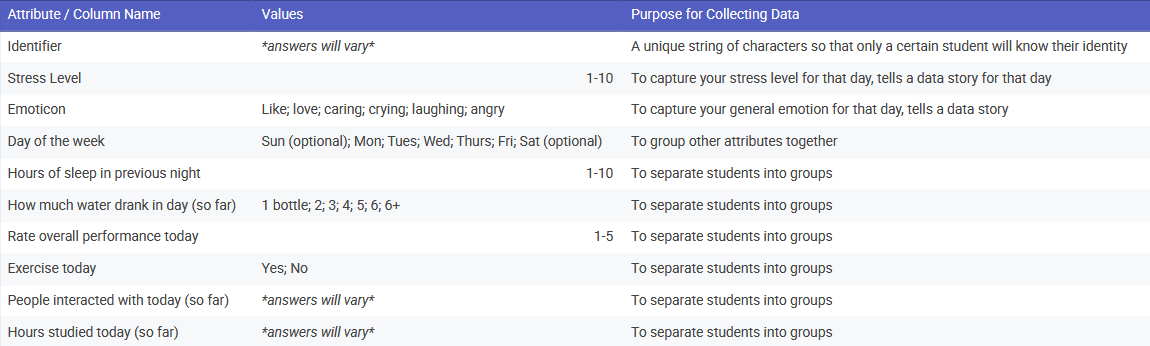 Attribute / Column Name Values Purpose for Collecting Data
Identifier *answers will vary* A unique string of characters so that only a certain student will know their identity
Stress Level 1-10 To capture your stress level for that day, tells a data story for that day
Emoticon Like; love; caring; crying; laughing; angry To capture your general emotion for that day, tells a data story
Day of the week Sun (optional); Mon; Tues; Wed; Thurs; Fri; Sat (optional) To group other attributes together
Hours of sleep in previous night 1-10 To separate students into groups
How much water drank in day (so far) 1 bottle; 2; 3; 4; 5; 6; 6+ To separate students into groups
Rate overall performance today 1-5 To separate students into groups
Exercise today Yes; No To separate students into groups
People interacted with today (so far) *answers will vary* To separate students into groups
Hours studied today (so far) *answers will vary* To separate students into groups